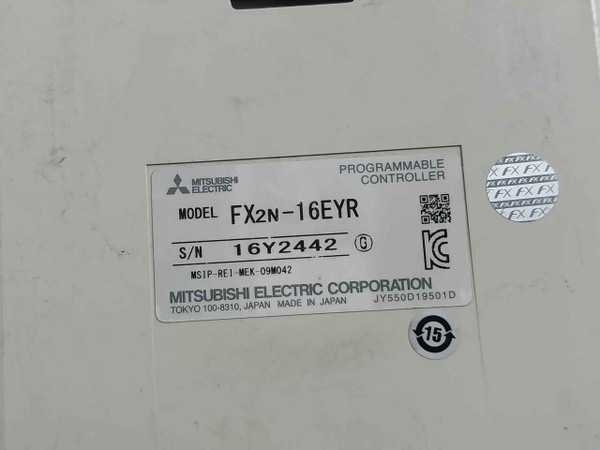 MITSUBISHI
ELECTRIC
PROGRAMMABLE
CONTROLLER
MODEL FX2N-16EYR
S/N 16Y2442 G
MSIP-REI-MEK-09M042
MITSUBISHI ELECTRIC CORPORATION
TOKYO 100-8310, JAPAN MADE IN JAPAN JY550D19501D
15
FX FX FX
FX